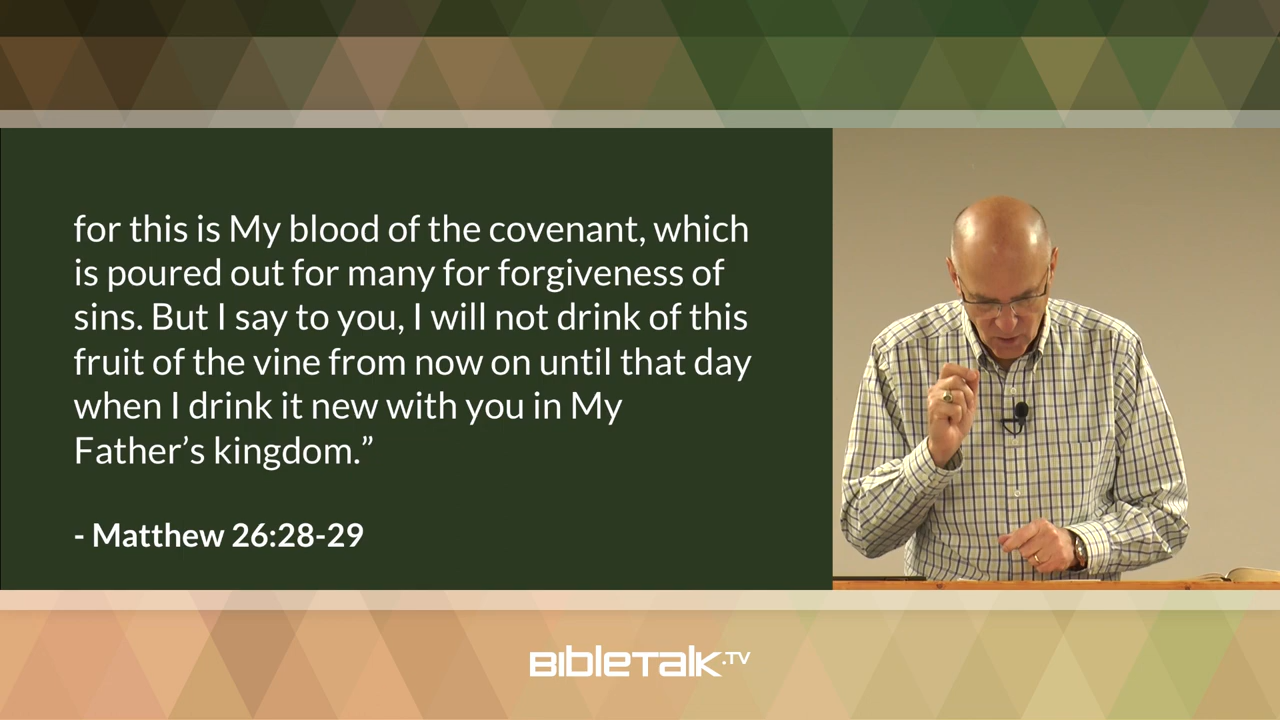 for this is My blood of the covenant, which
is poured out for many for forgiveness of
sins. But I say to you, I will not drink of this
fruit of the vine from now on until that day
when I drink it new with you in My
Father’s kingdom.”
- Matthew 26:28-29
BIBLETALK.TV